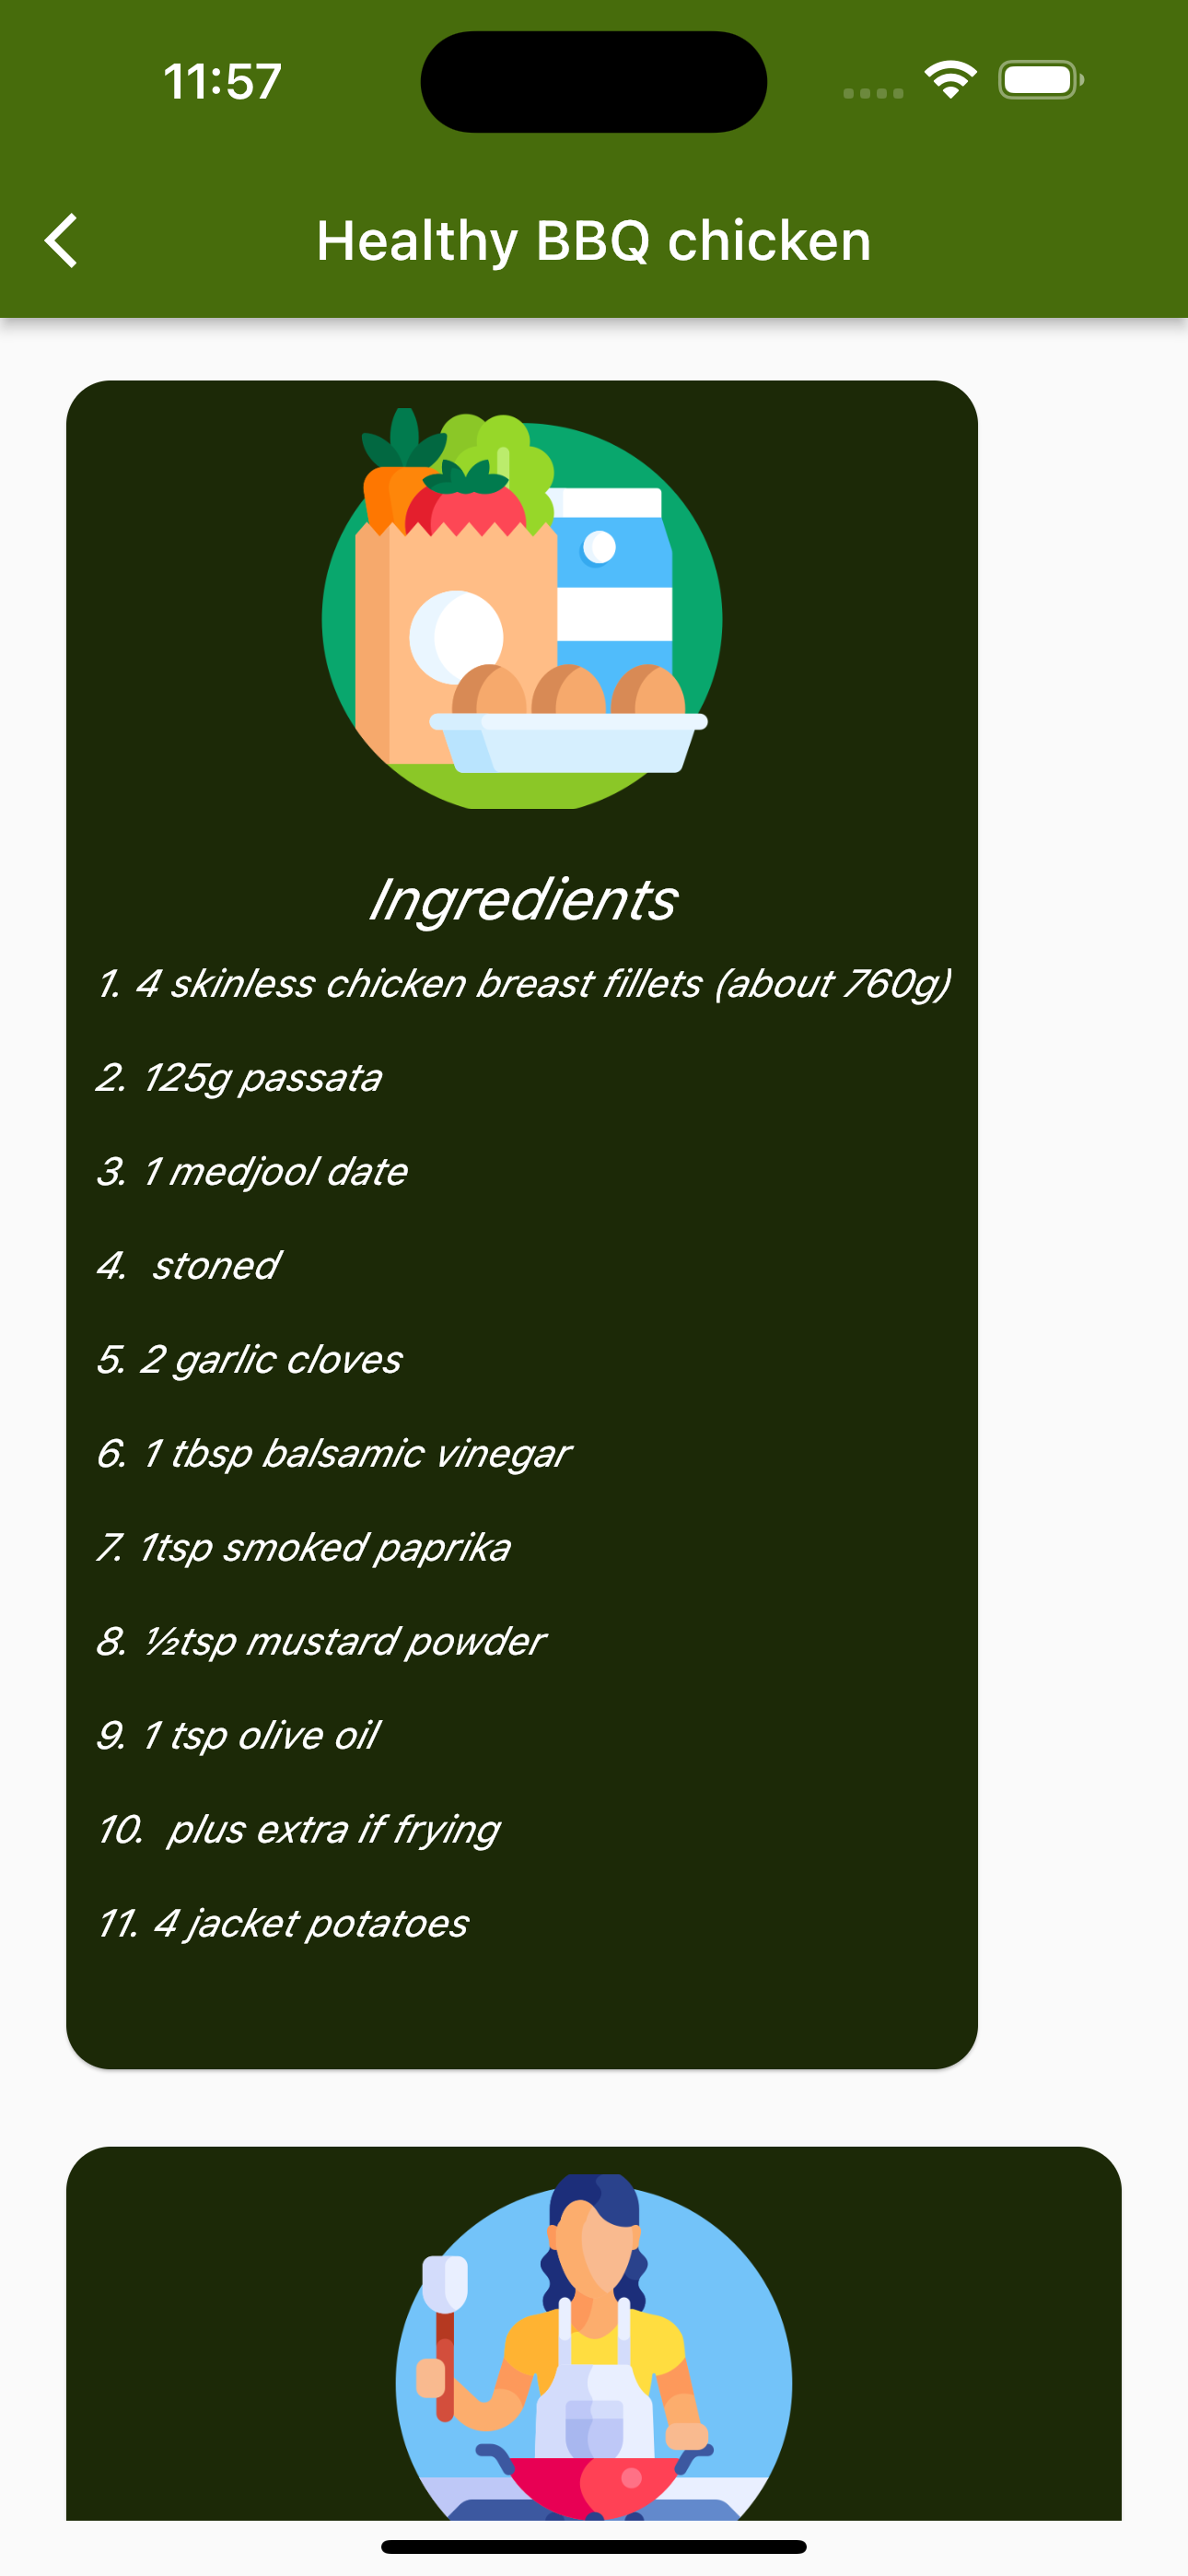 11:57
Healthy BBQ chicken
Ingredients
1. 4 skinless chicken breast fillets (about 760g)
2. 125g passata
3. 1 medjool date
4.  stoned
5. 2 garlic cloves
6. 1 tbsp balsamic vinegar
7. 1tsp smoked paprika
8. ½tsp mustard powder
9. 1 tsp olive oil
10.  plus extra if frying
11. 4 jacket potatoes